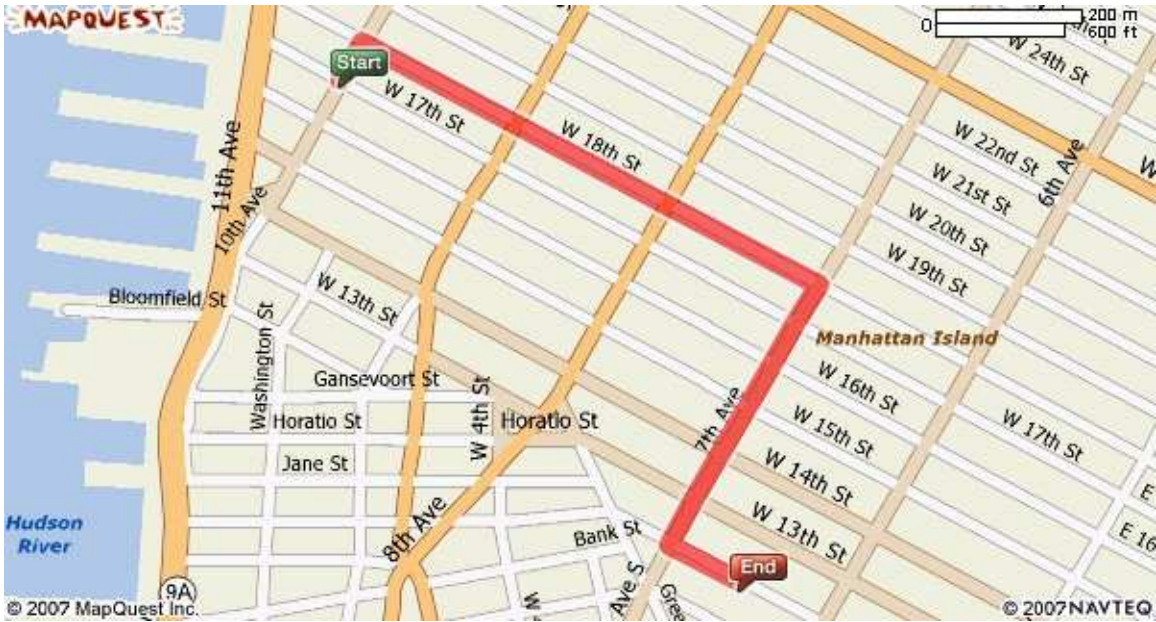 MAPQUEST
0 200 m
600 ft
Start
W 24th St
W 17th St
W 18th St
W 22nd St
11th Ave
6th Ave
W
W 21st St
10th Ave
W 20th St
W 19th St
Bloomfield St
W 13th St
Washington St
Manhattan Island
Gansevoort St
W 16th St
Horatio St
W 4th St
Horatio St
7th Ave
W 15th St
W 17th St
Jane St
W 14th St
E
Hudson
River
8th Ave
Bank St
W 13th St
E 16
End
9A
W
Ave S
Gree
© 2007 MapQuest Inc.
© 2007 NAVTEQ